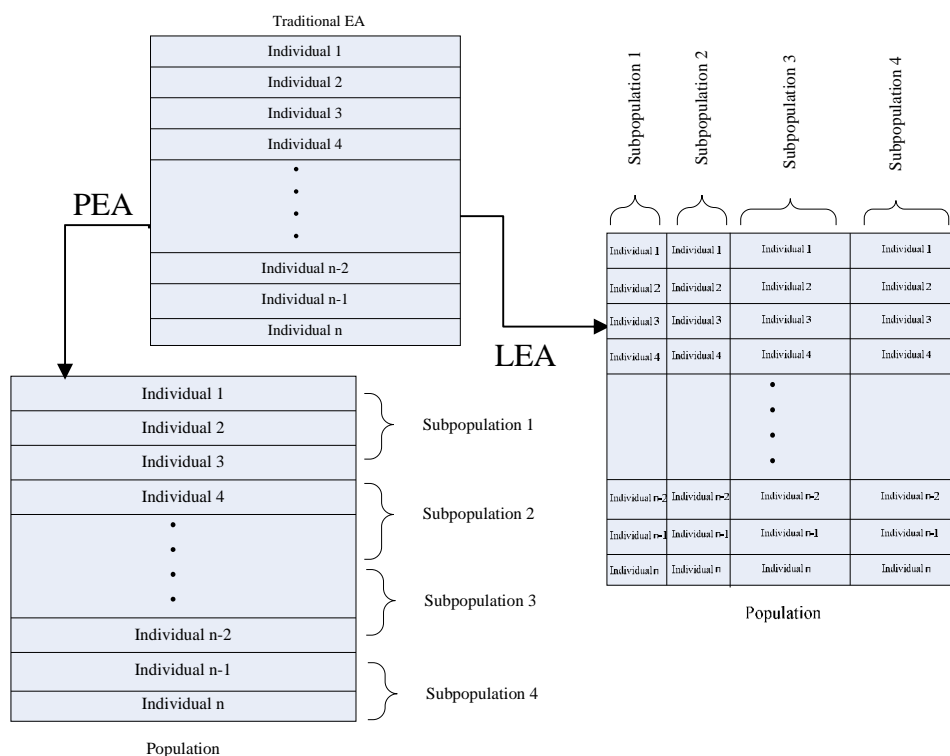 Traditional EA
Individual 1
Individual 2
Individual 3
Individual 4
Individual n-2
Individual n-1
Individual n
PEA
LEA
Individual 1
Individual 2
Individual 3
Individual 4
Individual n-2
Individual n-1
Individual n
Subpopulation 1
Subpopulation 2
Subpopulation 3
Subpopulation 4
Population
Subpopulation 1
Subpopulation 2
Subpopulation 3
Subpopulation 4
Individual 1 Individual 1 Individual 1 Individual 1
Individual 2 Individual 2 Individual 2 Individual 2
Individual 3 Individual 3 Individual 3 Individual 3
Individual 4 Individual 4 Individual 4 Individual 4
Individual n-2 Individual n-2 Individual n-2 Individual n-2
Individual n-1 Individual n-1 Individual n-1 Individual n-1
Individual n Individual n Individual n Individual n
Population